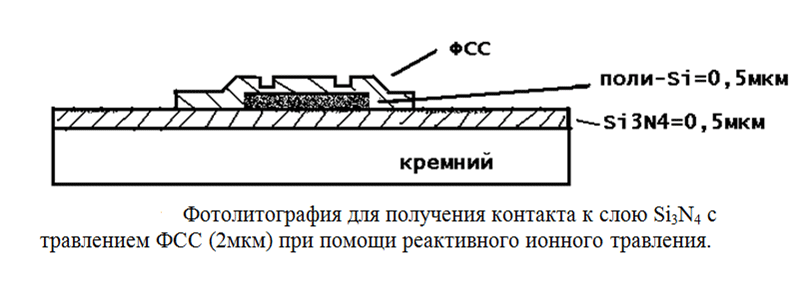 ФСС
поли-Si=0,5мкм
Si3N4=0,5мкм
кремний
Фотолитография для получения контакта к слою Si₃N₄ с
травлением ФСС (2мкм) при помощи реактивного ионного травления.